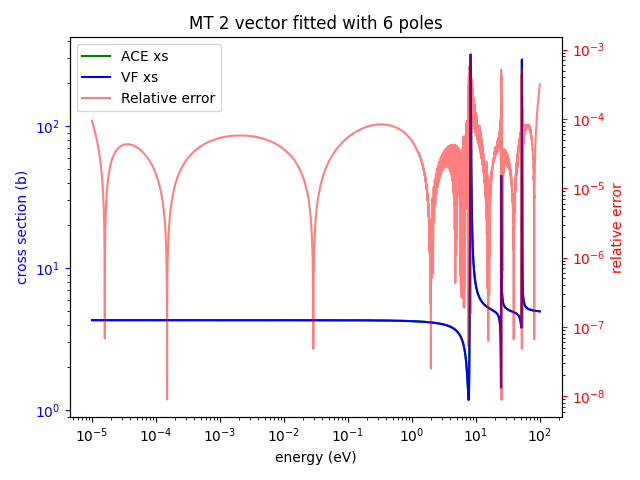 MT 2 vector fitted with 6 poles
ACE xs
VF xs
Relative error
cross section (b)
10^2
10^1
10^0
10^-3
10^-4
10^-5
10^-6
10^-7
10^-8
relative error
10^-5 10^-4 10^-3 10^-2 10^-1 10^0 10^1 10^2
energy (eV)